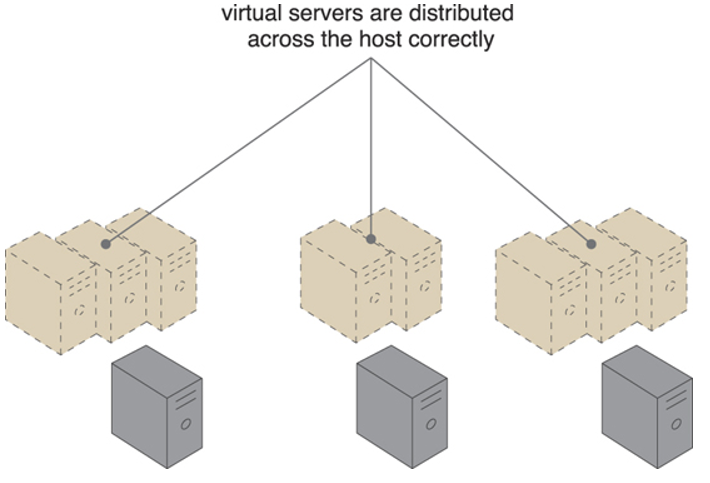 virtual servers are distributed
across the host correctly